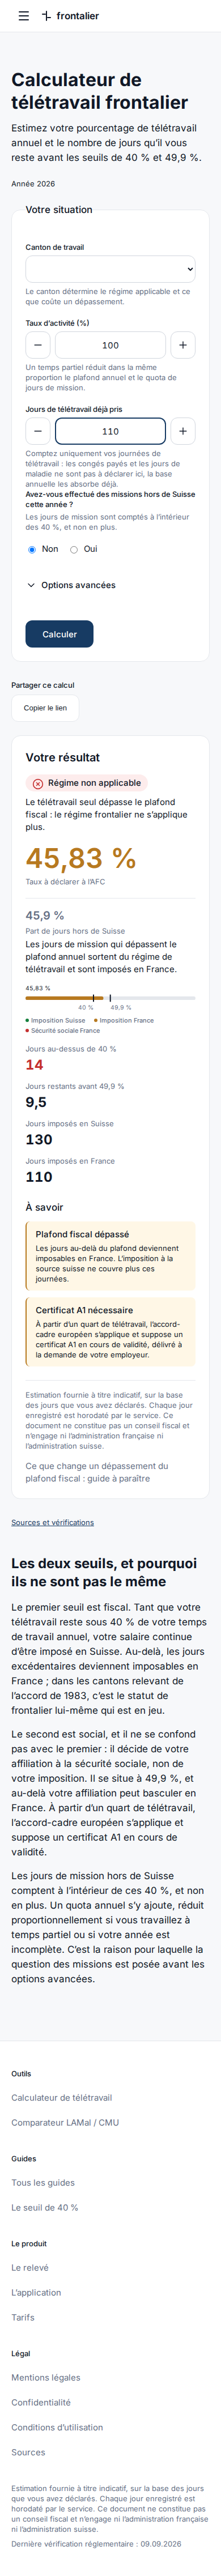 frontalier
Calculateur de
télétravail frontalier
Estimez votre pourcentage de télétravail
annuel et le nombre de jours qu'il vous
reste avant les seuils de 40 % et 49,9 %.
Année 2026
Votre situation
Canton de travail
Le canton détermine le régime applicable et ce
que coûte un dépassement.
Taux d'activité (%)
100
Un temps partiel réduit dans la même
proportion le plafond annuel et le quota de
jours de mission.
Jours de télétravail déjà pris
110
Comptez uniquement vos journées de
télétravail : les congés payés et les jours de
maladie ne sont pas à déclarer ici, la base
annuelle les absorbe déjà.
Avez-vous effectué des missions hors de Suisse
cette année ?
Les jours de mission sont comptés à l'intérieur
des 40 %, et non en plus.
Non Oui
Options avancées
Calculer
Partager ce calcul
Copier le lien
Votre résultat
Régime non applicable
Le télétravail seul dépasse le plafond
fiscal : le régime frontalier ne s'applique
plus.
45,83 %
Taux à déclarer à l'AFC
45,9 %
Part de jours hors de Suisse
Les jours de mission qui dépassent le
plafond annuel sortent du régime de
télétravail et sont imposés en France.
45,83 %
40 % 49,9 %
Imposition Suisse Imposition France
Sécurité sociale France
Jours au-dessus de 40 %
14
Jours restants avant 49,9 %
9,5
Jours imposés en Suisse
130
Jours imposés en France
110
À savoir
Plafond fiscal dépassé
Les jours au-delà du plafond deviennent
imposables en France. L'imposition à la
source suisse ne couvre plus ces
journées.
Certificat A1 nécessaire
À partir d'un quart de télétravail, l'accord-
cadre européen s'applique et suppose un
certificat A1 en cours de validité, délivré à
la demande de votre employeur.
Estimation fournie à titre indicatif, sur la base
des jours que vous avez déclarés. Chaque jour
enregistré est horodaté par le service. Ce
document ne constitue pas un conseil fiscal et
n'engage ni l'administration française ni
l'administration suisse.
Ce que change un dépassement du
plafond fiscal : guide à paraître
Sources et vérifications
Les deux seuils, et pourquoi
ils ne sont pas le même
Le premier seuil est fiscal. Tant que votre
télétravail reste sous 40 % de votre temps
de travail annuel, votre salaire continue
d'être imposé en Suisse. Au-delà, les jours
excédentaires deviennent imposables en
France ; dans les cantons relevant de
l'accord de 1983, c'est le statut de
frontalier lui-même qui est en jeu.
Le second est social, et il ne se confond
pas avec le premier : il décide de votre
affiliation à la sécurité sociale, non de
votre imposition. Il se situe à 49,9 %, et
au-delà votre affiliation peut basculer en
France. À partir d'un quart de télétravail,
l'accord-cadre européen s'applique et
suppose un certificat A1 en cours de
validité.
Les jours de mission hors de Suisse
comptent à l'intérieur de ces 40 %, et non
en plus. Un quota annuel s'y ajoute, réduit
proportionnellement si vous travaillez à
temps partiel ou si votre année est
incomplète. C'est la raison pour laquelle la
question des missions est posée avant les
options avancées.
Outils
Calculateur de télétravail
Comparateur LAMal / CMU
Guides
Tous les guides
Le seuil de 40 %
Le produit
Le relevé
L'application
Tarifs
Légal
Mentions légales
Confidentialité
Conditions d'utilisation
Sources
Estimation fournie à titre indicatif, sur la base des jours
que vous avez déclarés. Chaque jour enregistré est
horodaté par le service. Ce document ne constitue pas
un conseil fiscal et n'engage ni l'administration française
ni l'administration suisse.
Dernière vérification réglementaire : 09.09.2026